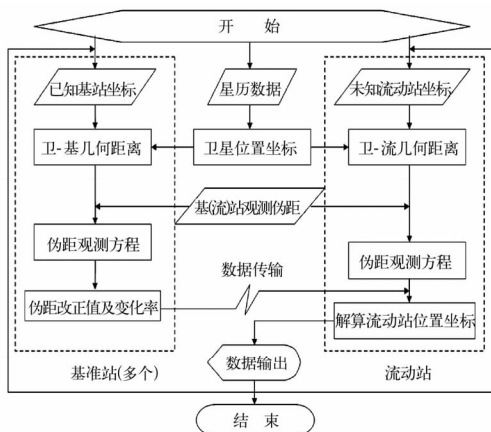 开 始
已知基站坐标
星历数据
未知流动站坐标
卫-基几何距离
卫星位置坐标
卫-流几何距离
基(流)站观测伪距
伪距观测方程
数据传输
伪距观测方程
伪距改正值及变化率
解算流动站位置坐标
数据输出
基准站(多个)
流动站
结 束